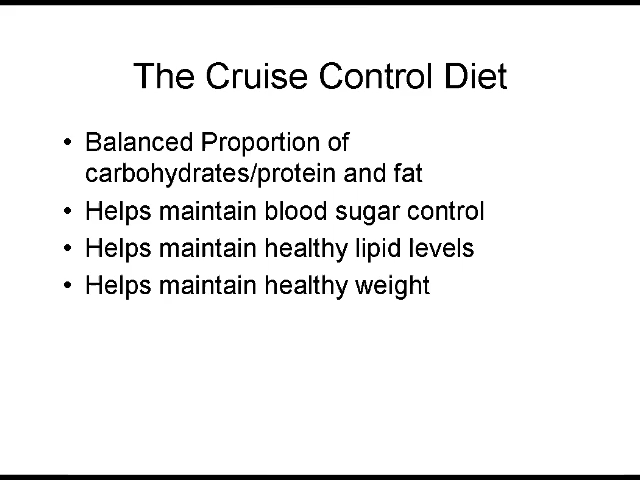 The Cruise Control Diet
• Balanced Proportion of
carbohydrates/protein and fat
• Helps maintain blood sugar control
• Helps maintain healthy lipid levels
• Helps maintain healthy weight